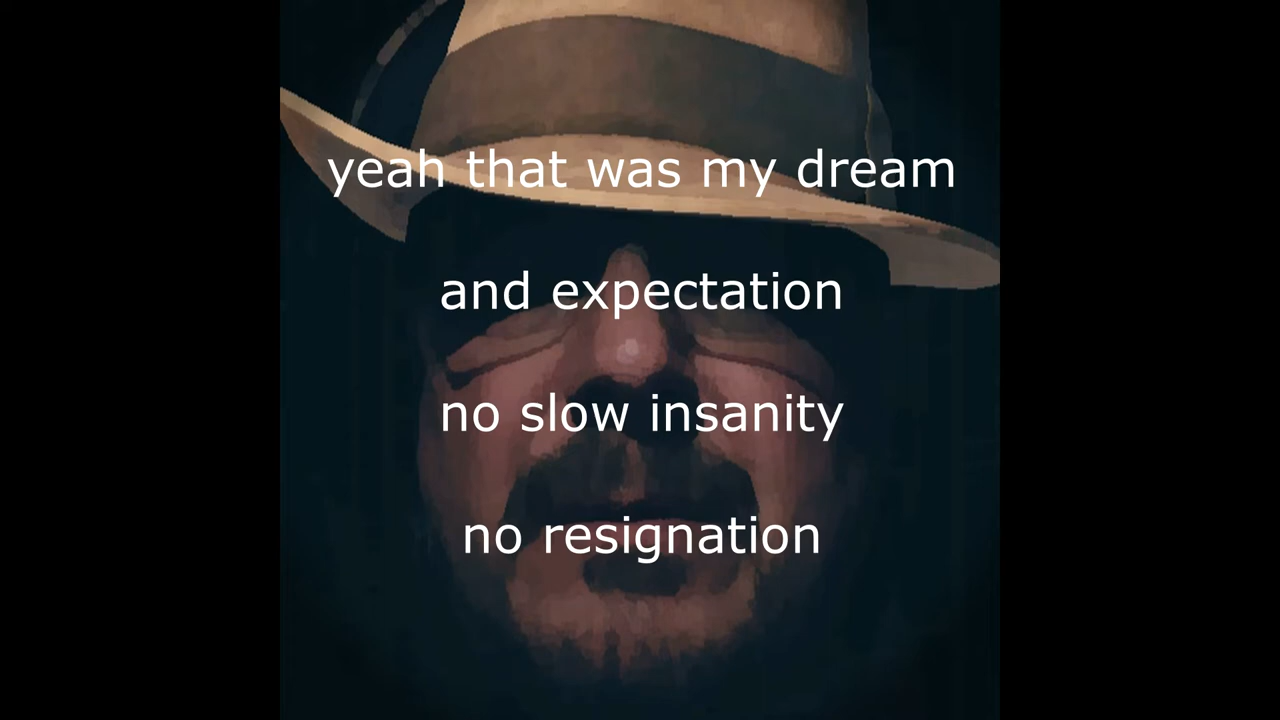 yeah that was my dream
and expectation
no slow insanity
no resignation